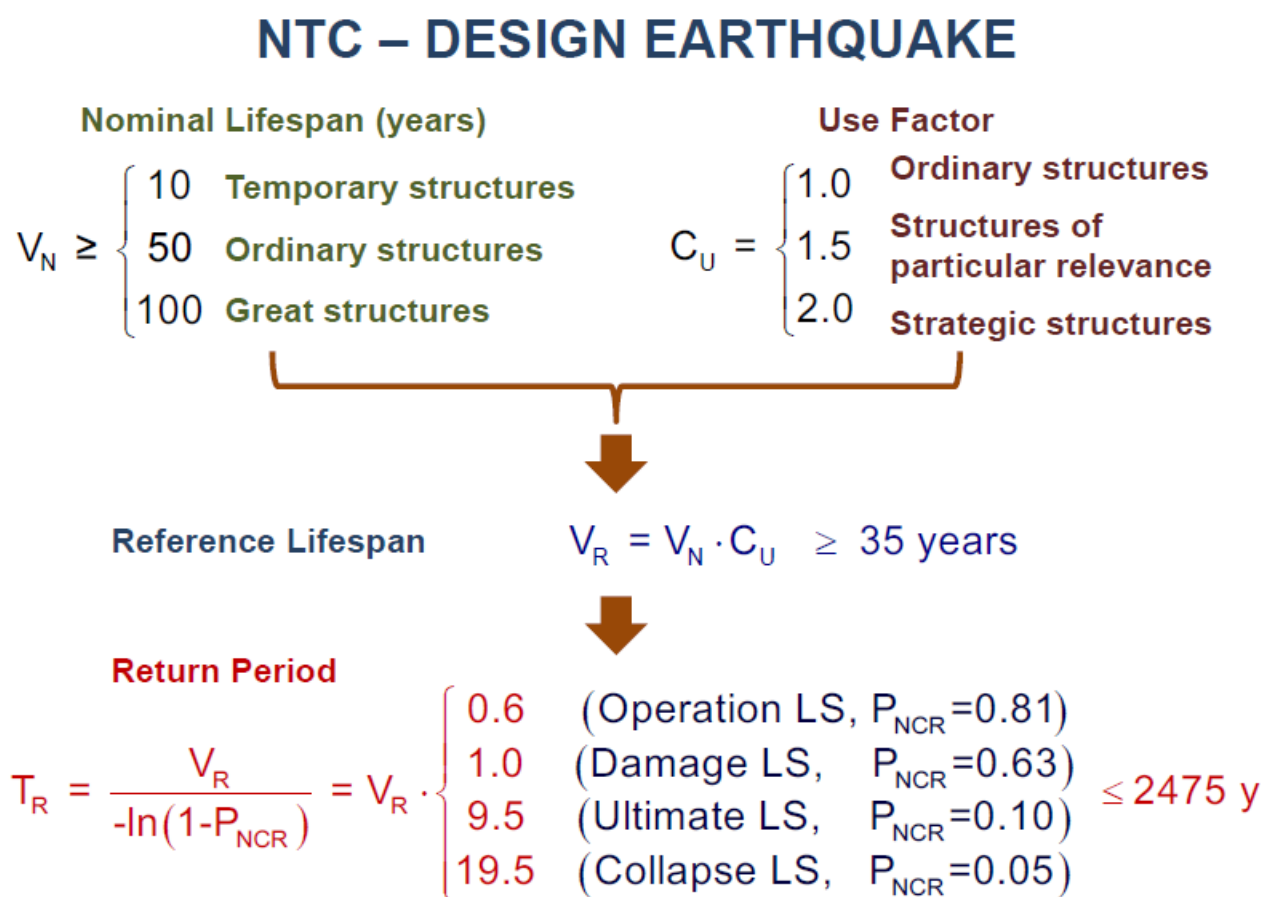 NTC – DESIGN EARTHQUAKE
Nominal Lifespan (years)
V_N ≥ { 10 Temporary structures
50 Ordinary structures
100 Great structures
Use Factor
C_U = { 1.0 Ordinary structures
1.5 Structures of
particular relevance
2.0 Strategic structures
Reference Lifespan V_R = V_N · C_U ≥ 35 years
Return Period
T_R = V_R / -ln(1-P_NCR) = V_R · { 0.6 (Operation LS, P_NCR=0.81)
1.0 (Damage LS, P_NCR=0.63)
9.5 (Ultimate LS, P_NCR=0.10)
19.5 (Collapse LS, P_NCR=0.05)
≤ 2475 y